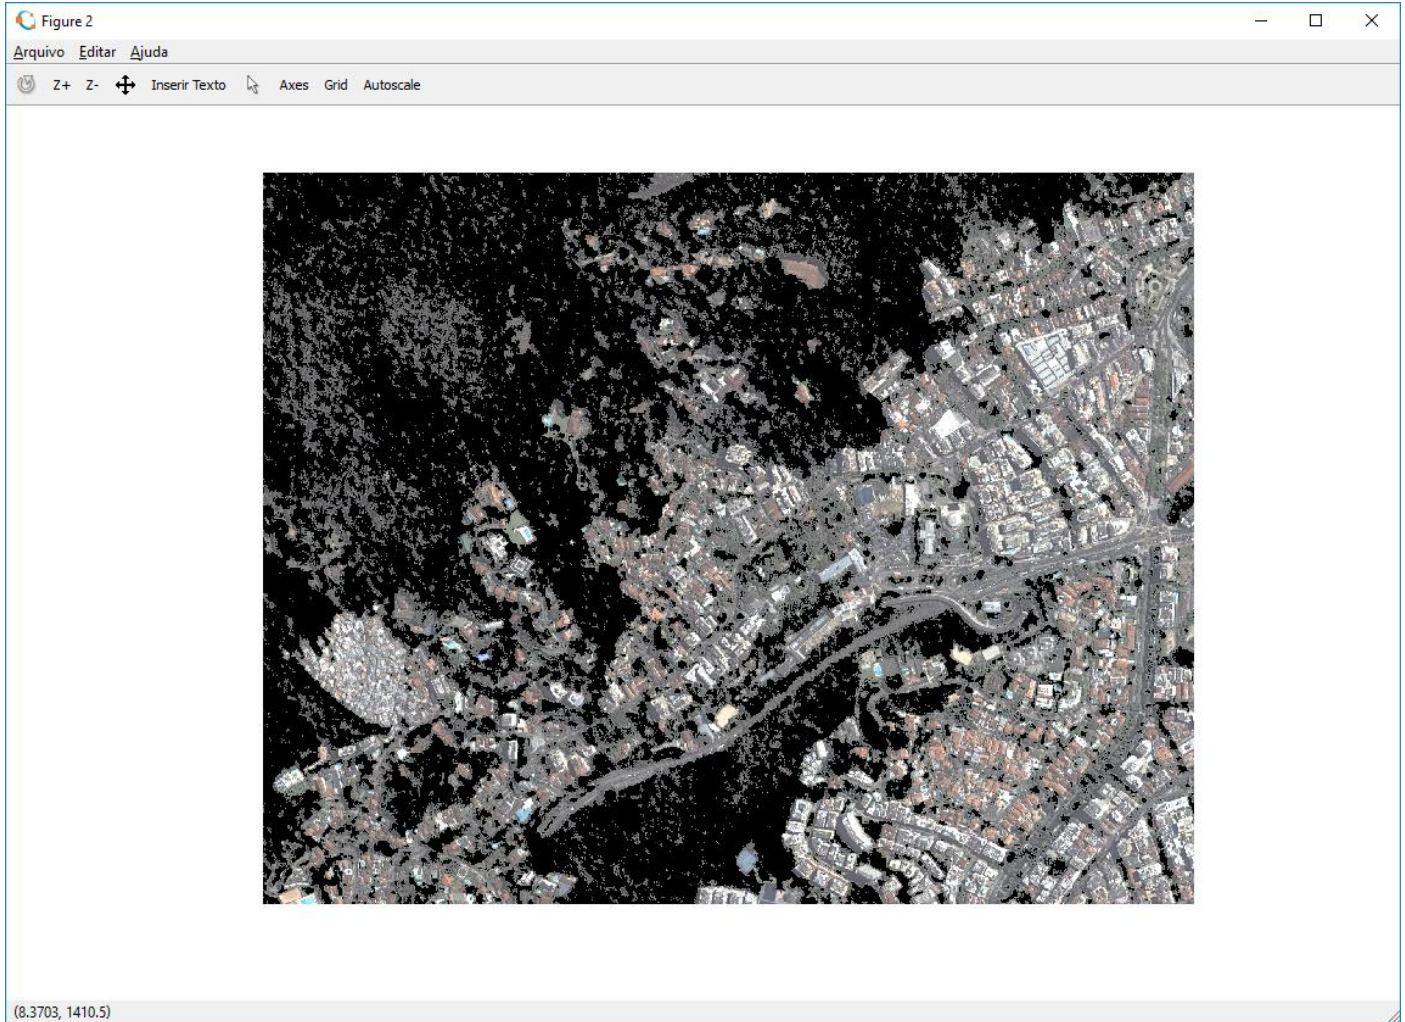 Figure 2
Arquivo Editar Ajuda
Z+ Z- Inserir Texto Axes Grid Autoscale
(8.3703, 1410.5)